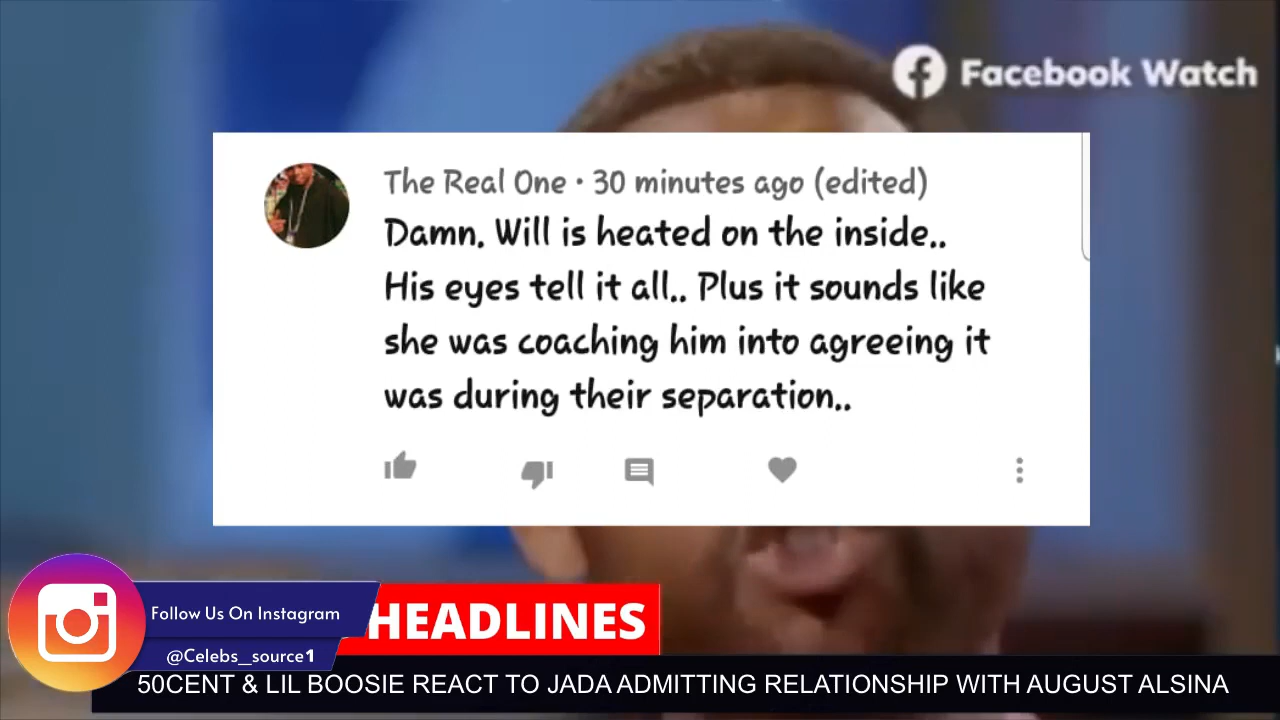 Facebook Watch
The Real One • 30 minutes ago (edited)
Damn. Will is heated on the inside..
His eyes tell it all.. Plus it sounds like
she was coaching him into agreeing it
was during their separation..
HEADLINES
Follow Us On Instagram
@Celebs_source1
50CENT & LIL BOOSIE REACT TO JADA ADMITTING RELATIONSHIP WITH AUGUST ALSINA